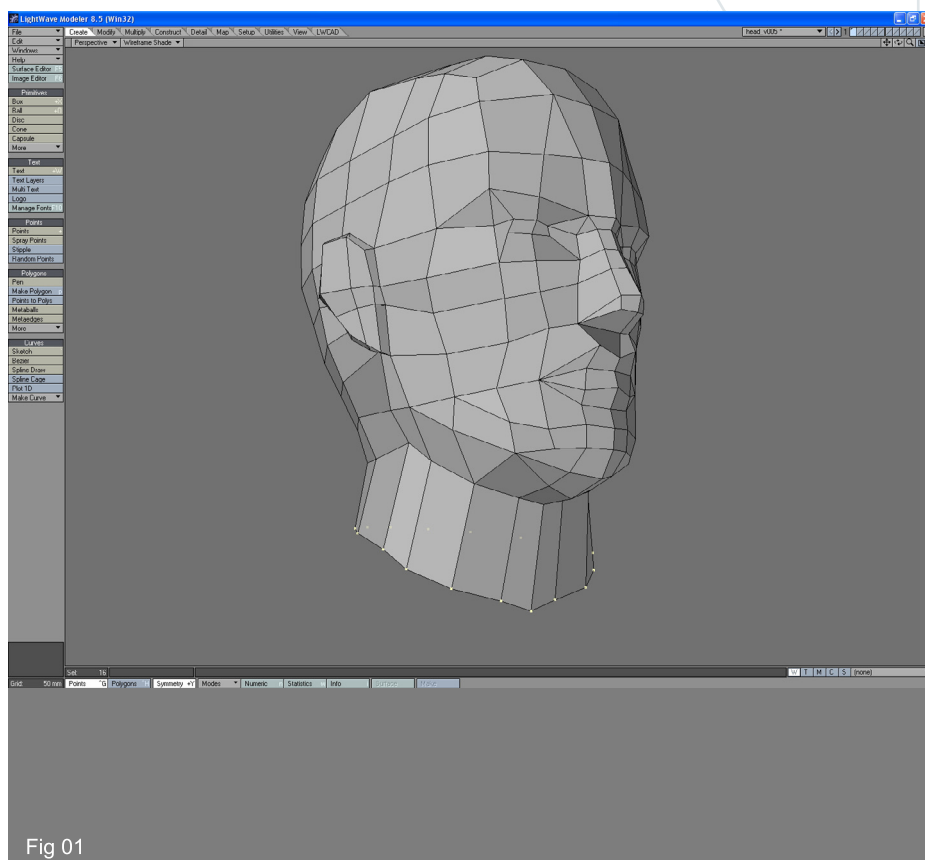 LightWave Modeler 8.5 (Win32)
File
Edit
Windows
Help
Surface Editor
Image Editor
Create Modify Multiply Construct Detail Map Setup Utilities View LWCAD
head_v005 *
1
Perspective Wireframe Shade
Primitives
Box
Ball
Disc
Cone
Capsule
More
Text
Text
Text Layers
Multi Text
Logo
Manage Fonts
Points
Points
Spray Points
Stipple
Random Points
Polygons
Pen
Make Polygon
Points to Polys
Metaballs
Metaedges
More
Curves
Sketch
Bezier
Spline Draw
Spline Cage
Plot 1D
Make Curve
Sel: 16
W T M C S (none)
Grid: 50 mm Points ^G Polygons Symmetry +Y Modes Numeric Statistics Info
Fig 01